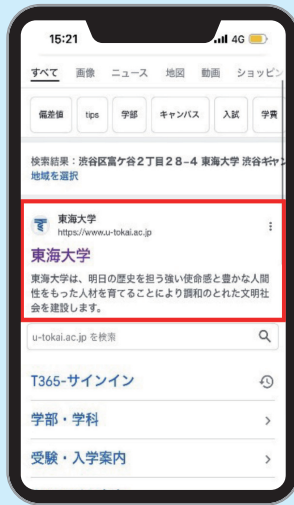 15:21 4G
すべて 画像 ニュース 地図 動画 ショッピン
偏差値 tips 学部 キャンパス 入試 学費
検索結果：渋谷区富ケ谷2丁目２８−４ 東海大学 渋谷キャン
地域を選択
東海大学
https://www.u-tokai.ac.jp
東海大学
東海大学は、明日の歴史を担う強い使命感と豊かな人間
性をもった人材を育てることにより調和のとれた文明社
会を建設します。
u-tokai.ac.jp を検索
T365-サインイン
学部・学科
受験・入学案内